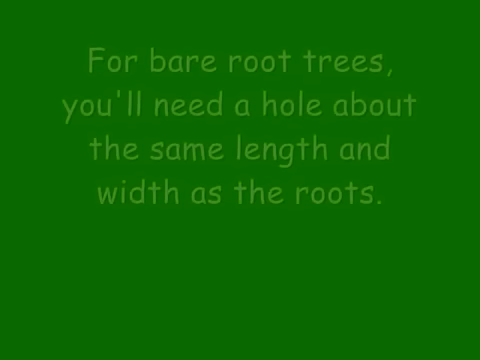 For bare root trees,
you'll need a hole about
the same length and
width as the roots.